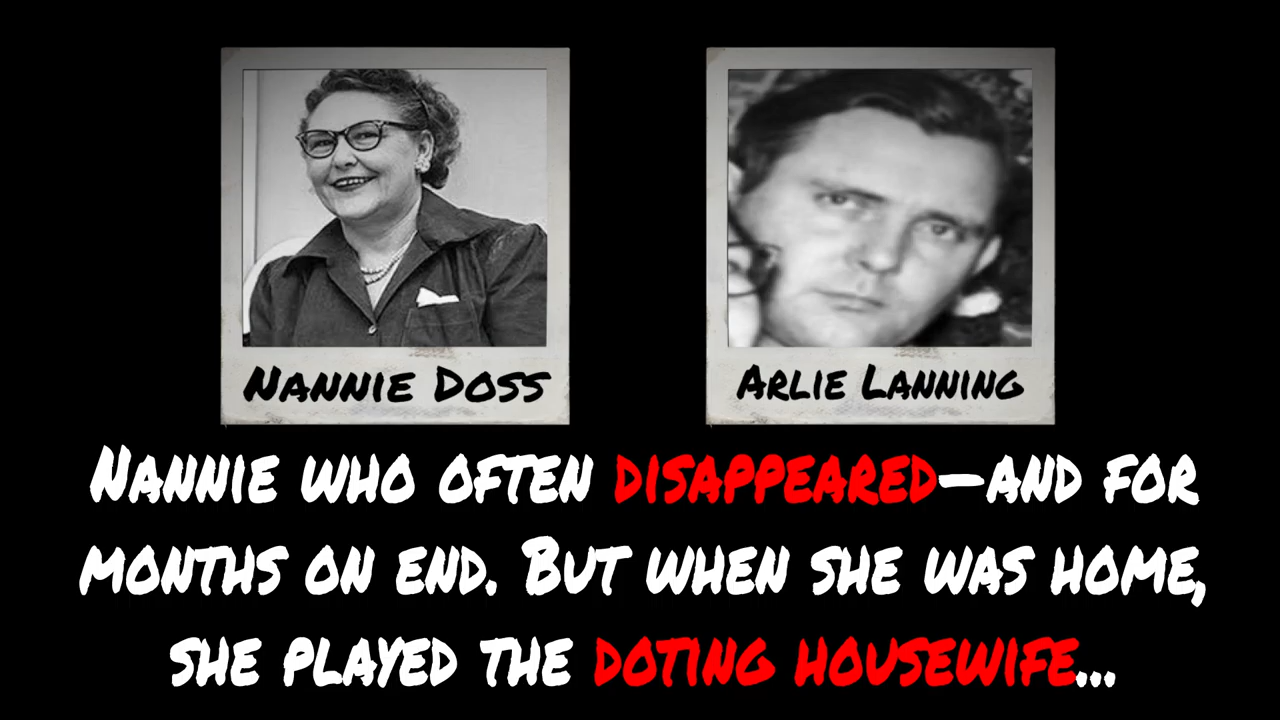 Nannie Doss
Arlie Lanning
Nannie who often disappeared—and for
months on end. But when she was home,
she played the doting housewife...